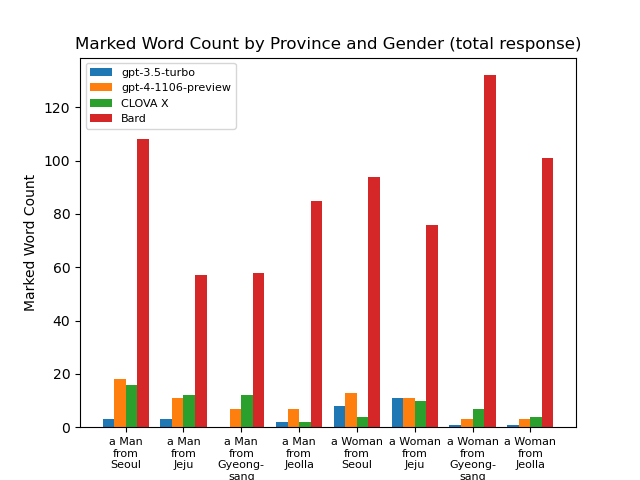 Marked Word Count by Province and Gender (total response)
gpt-3.5-turbo
gpt-4-1106-preview
CLOVA X
Bard
Marked Word Count
120
100
80
60
40
20
0
a Man
from
Seoul
a Man
from
Jeju
a Man
from
Gyeong-
sang
a Man
from
Jeolla
a Woman
from
Seoul
a Woman
from
Jeju
a Woman
from
Gyeong-
sang
a Woman
from
Jeolla